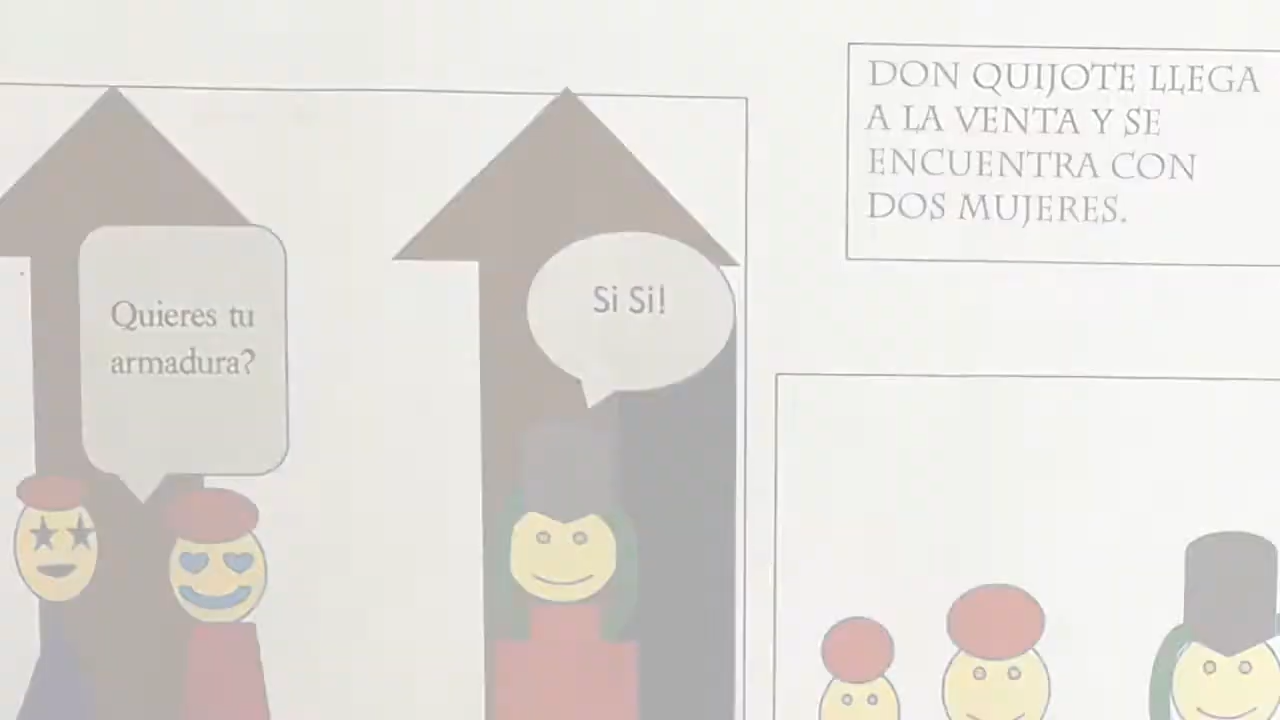 DON QUIJOTE LLEGA
A LA VENTA Y SE
ENCUENTRA CON
DOS MUJERES.
Quieres tu
armadura?
Si Si!